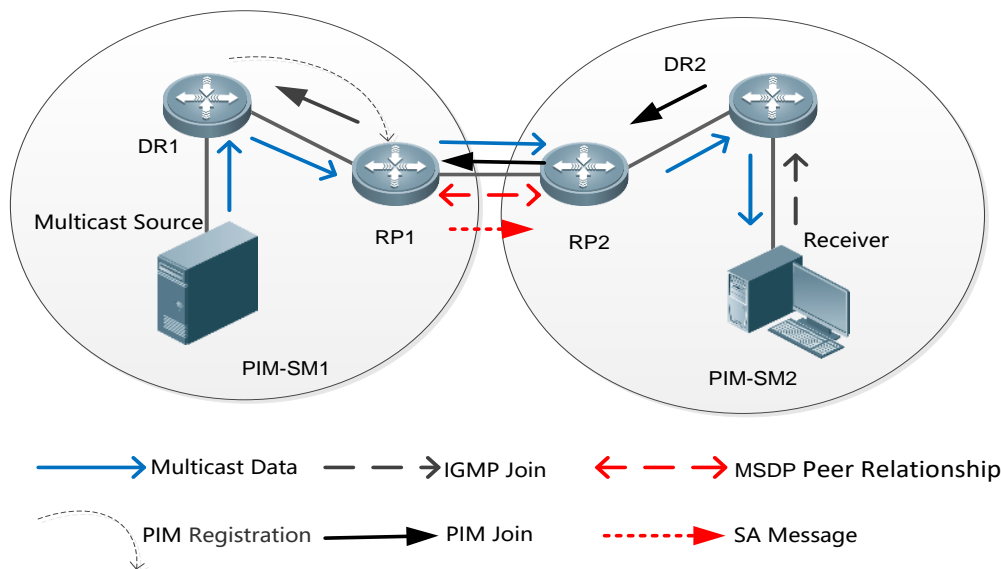 DR2
DR1
Multicast Source
RP1
RP2
Receiver
PIM-SM1
PIM-SM2
Multicast Data
IGMP Join
MSDP Peer Relationship
PIM Registration
PIM Join
SA Message